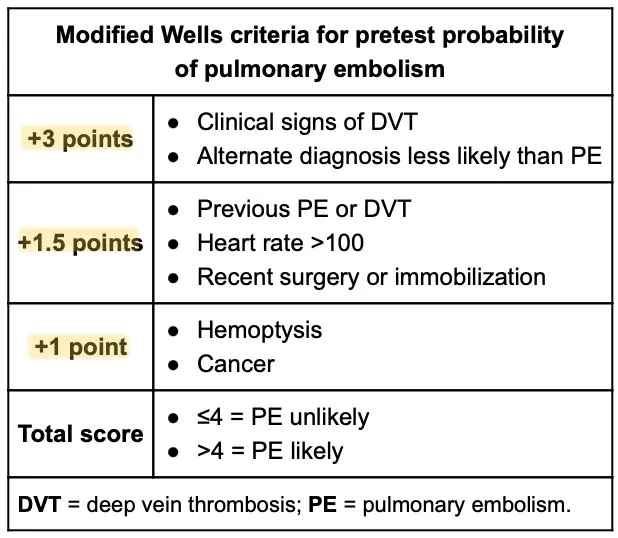 Modified Wells criteria for pretest probability
of pulmonary embolism
+3 points
● Clinical signs of DVT
● Alternate diagnosis less likely than PE
+1.5 points
● Previous PE or DVT
● Heart rate >100
● Recent surgery or immobilization
+1 point
● Hemoptysis
● Cancer
Total score
● ≤4 = PE unlikely
● >4 = PE likely
DVT = deep vein thrombosis; PE = pulmonary embolism.